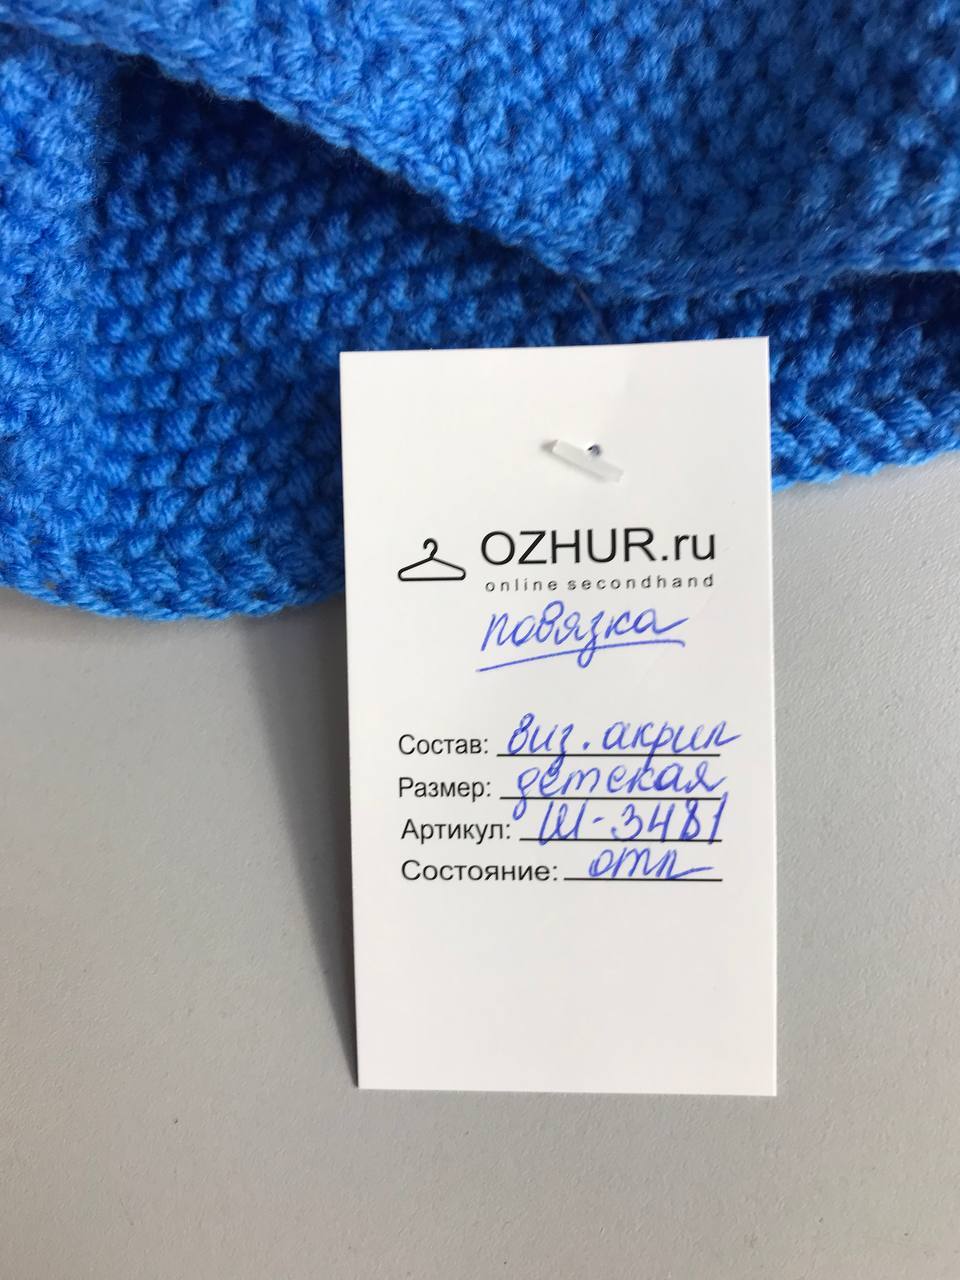 OZHUR.ru
online secondhand
повязка
Состав: виз. акрил
Размер: детская
Артикул: Ш-3481
Состояние: отл